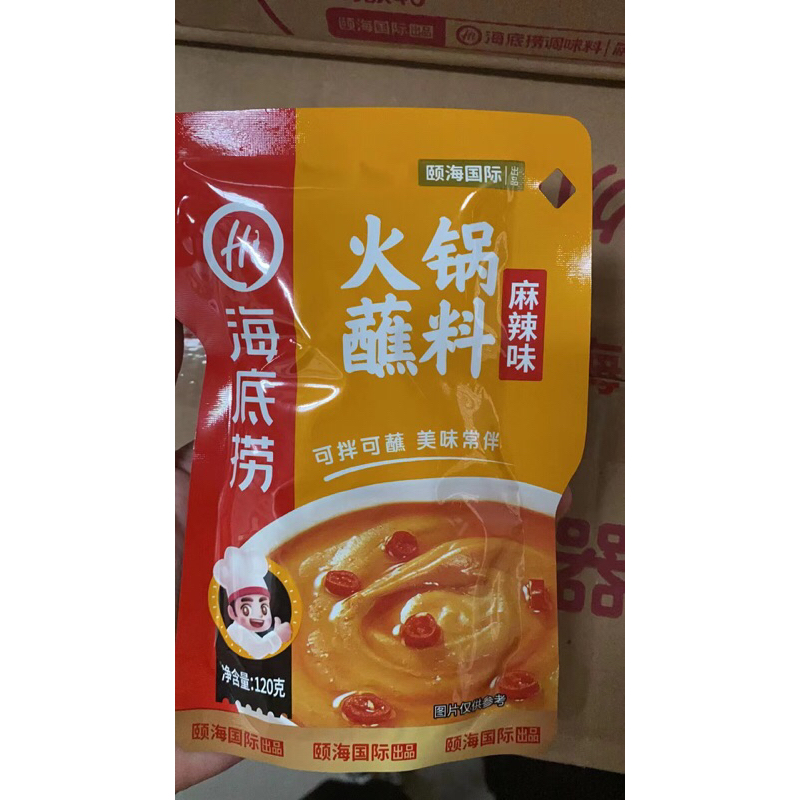 颐海国际 出品
Hi 海底捞调味料
颐海国际 出品
Hi
海底捞
火锅
蘸料
麻辣味
可拌可蘸 美味常伴
净含量:120克
图片仅供参考
颐海国际 出品
颐海国际 出品
颐海国际 出品
器